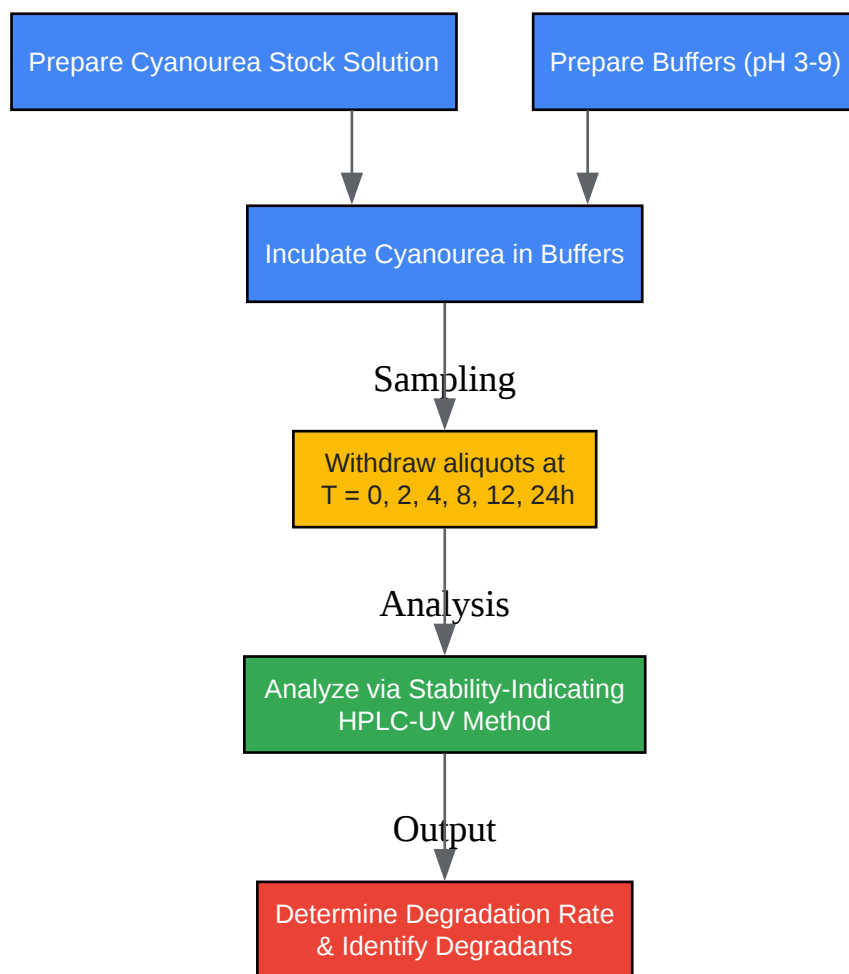 Prepare Cyanourea Stock Solution
Prepare Buffers (pH 3-9)
Incubate Cyanourea in Buffers
Sampling
Withdraw aliquots at
T = 0, 2, 4, 8, 12, 24h
Analysis
Analyze via Stability-Indicating
HPLC-UV Method
Output
Determine Degradation Rate
& Identify Degradants